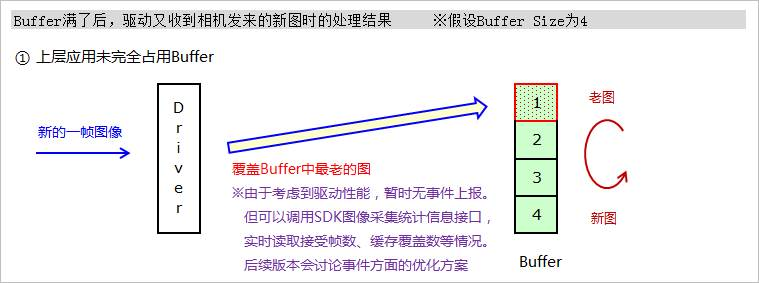 Buffer满了后，驱动又收到相机发来的新图时的处理结果 ※假设Buffer Size为4
① 上层应用未完全占用Buffer
新的一帧图像
Driver
覆盖Buffer中最老的图
※由于考虑到驱动性能，暂时无事件上报。
但可以调用SDK图像采集统计信息接口，
实时读取接受帧数、缓存覆盖数等情况。
后续版本会讨论事件方面的优化方案
1
2
3
4
Buffer
老图
新图